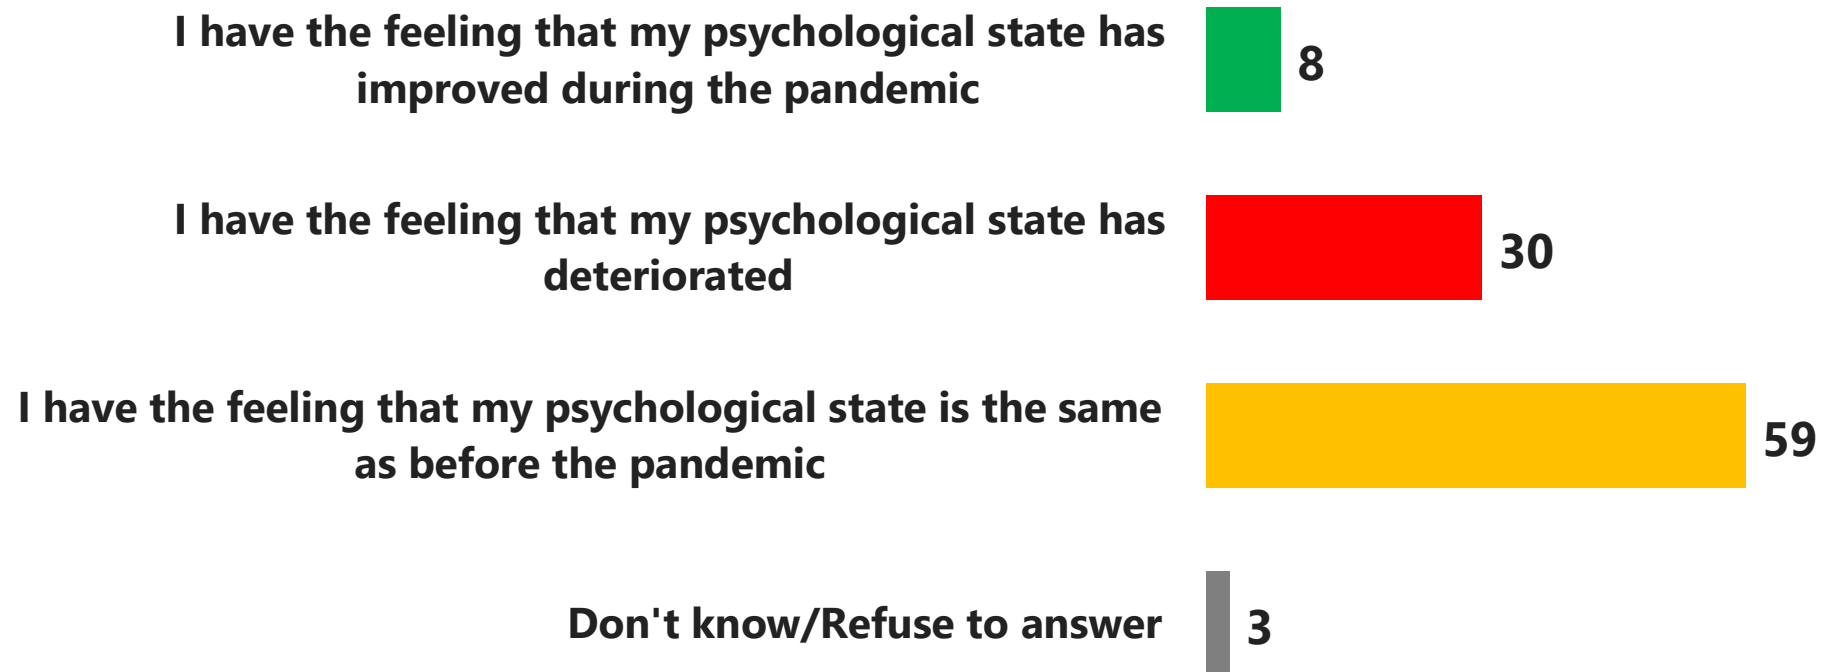 I have the feeling that my psychological state has
improved during the pandemic
8
I have the feeling that my psychological state has
deteriorated
30
I have the feeling that my psychological state is the same
as before the pandemic
59
Don't know/Refuse to answer
3